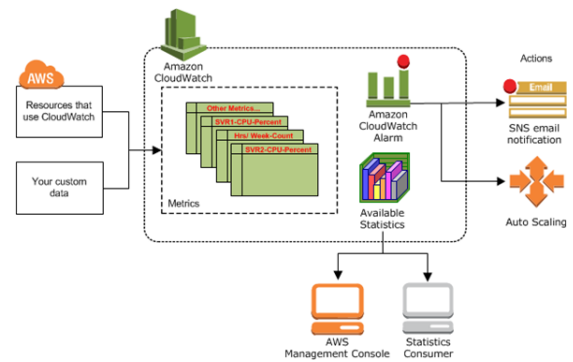 Amazon
CloudWatch
AWS
Resources that
use CloudWatch
Your custom
data
Other Metrics...
SVR1-CPU-Percent
Hrs/ Week-Count
SVR2-CPU-Percent
Metrics
Amazon
CloudWatch
Alarm
Available
Statistics
Actions
Email
SNS email
notification
Auto Scaling
AWS
Management Console
Statistics
Consumer